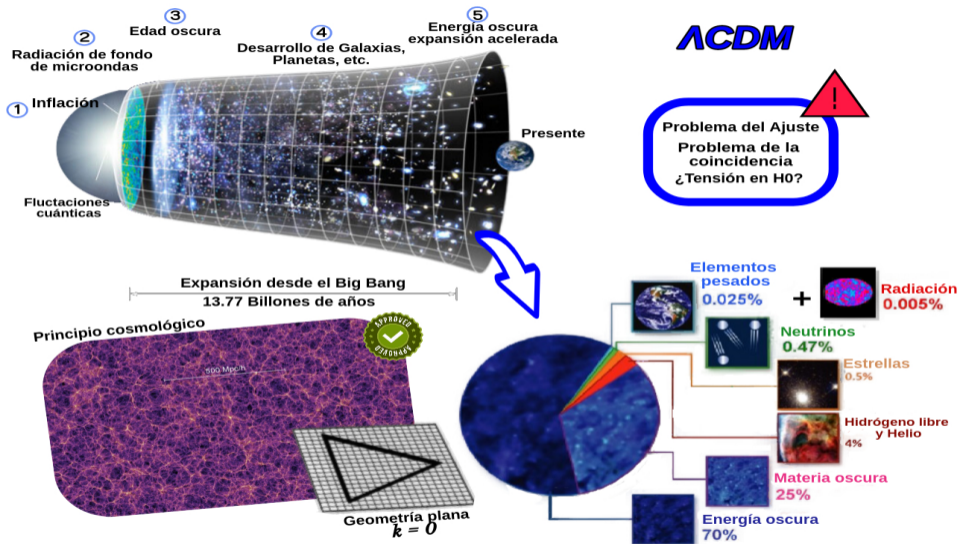 1
Inflación
2
Radiación de fondo
de microondas
3
Edad oscura
4
Desarrollo de Galaxias,
Planetas, etc.
5
Energía oscura
expansión acelerada
Presente
Fluctaciones
cuánticas
Expansión desde el Big Bang
13.77 Billones de años
ΛCDM
!
Problema del Ajuste
Problema de la
coincidencia
¿Tensión en H0?
Principio cosmológico
APPROVED
APPROVED
500 Mpc/h
Geometría plana
k = 0
Elementos
pesados
0.025%
+
Radiación
0.005%
Neutrinos
0.47%
Estrellas
0.5%
Hidrógeno libre
y Helio
4%
Materia oscura
25%
Energía oscura
70%